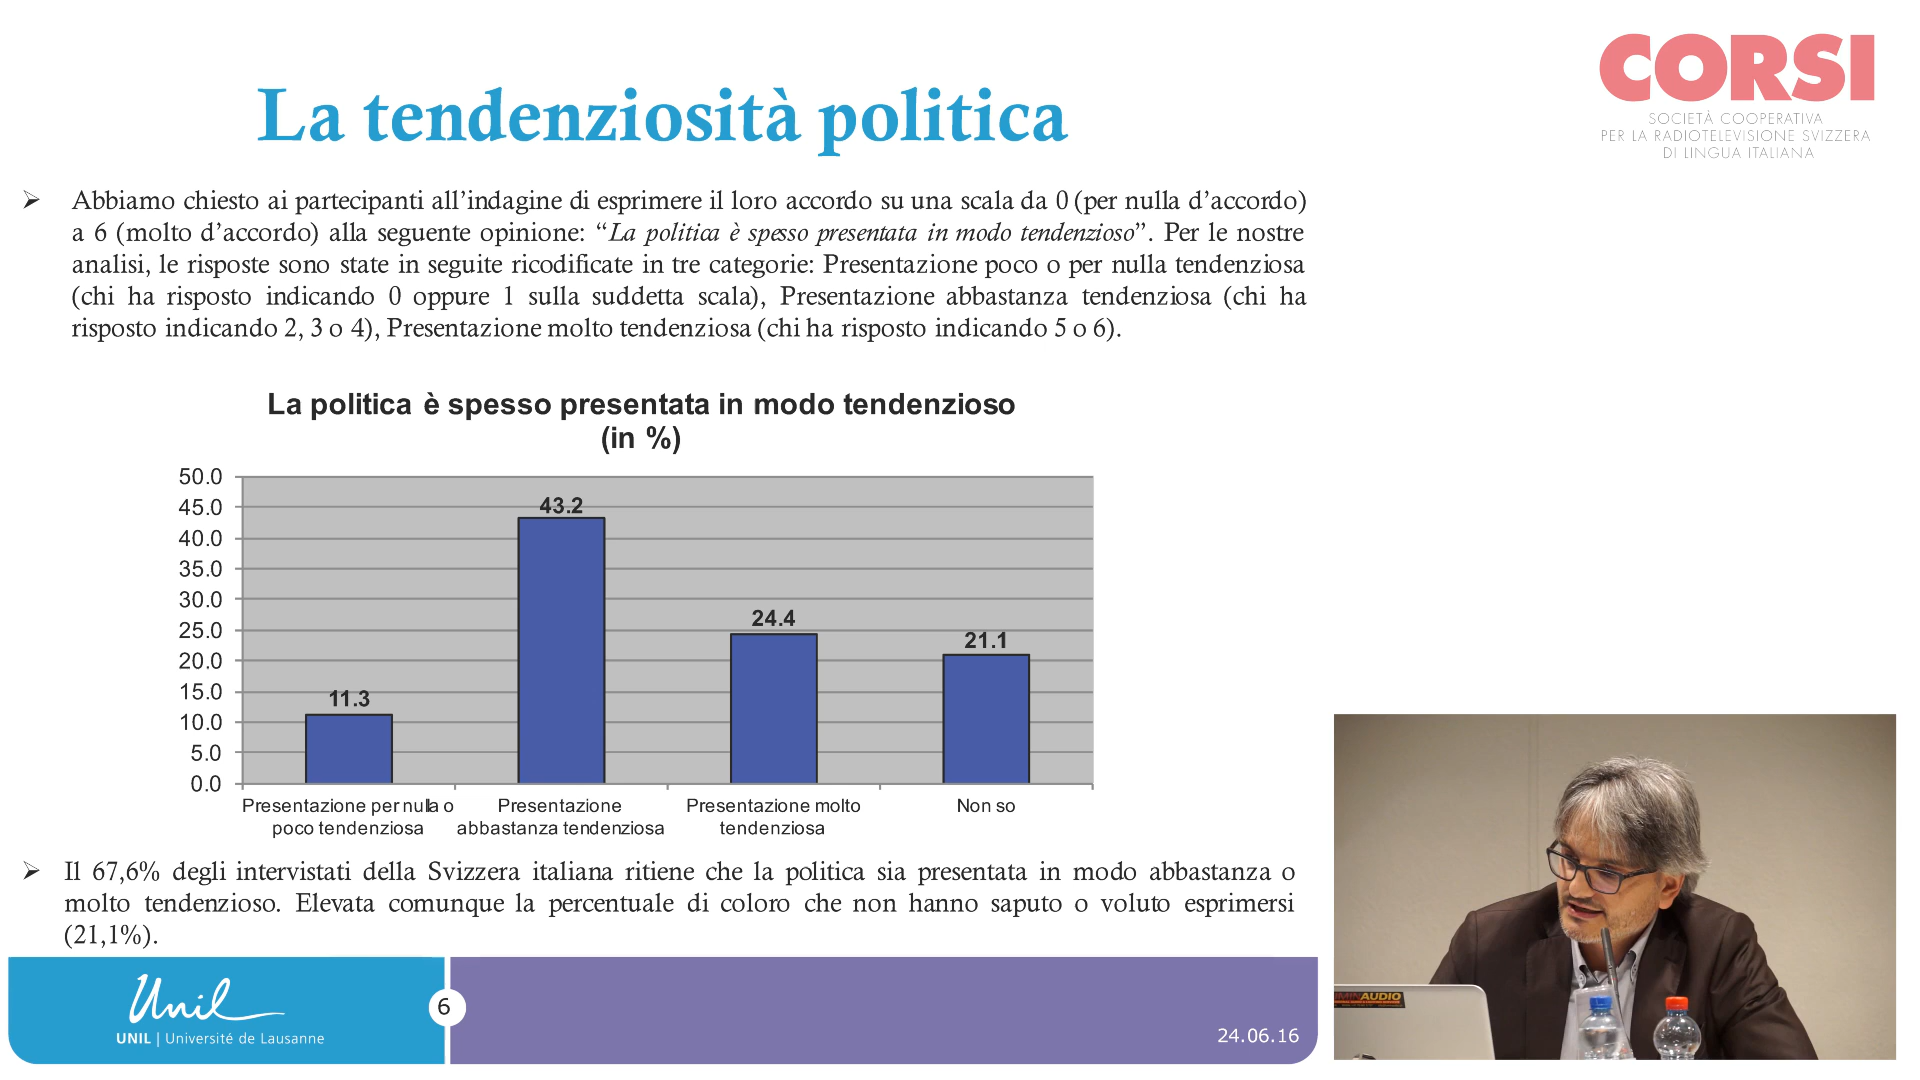 CORSI
SOCIETÀ COOPERATIVA
PER LA RADIOTELEVISIONE SVIZZERA
DI LINGUA ITALIANA
La tendenziosità politica
Abbiamo chiesto ai partecipanti all’indagine di esprimere il loro accordo su una scala da 0 (per nulla d’accordo)
a 6 (molto d’accordo) alla seguente opinione: “La politica è spesso presentata in modo tendenzioso”. Per le nostre
analisi, le risposte sono state in seguite ricodificate in tre categorie: Presentazione poco o per nulla tendenziosa
(chi ha risposto indicando 0 oppure 1 sulla suddetta scala), Presentazione abbastanza tendenziosa (chi ha
risposto indicando 2, 3 o 4), Presentazione molto tendenziosa (chi ha risposto indicando 5 o 6).
La politica è spesso presentata in modo tendenzioso
(in %)
50.0
45.0
40.0
35.0
30.0
25.0
20.0
15.0
10.0
5.0
0.0
11.3
43.2
24.4
21.1
Presentazione per nulla o
poco tendenziosa
Presentazione
abbastanza tendenziosa
Presentazione molto
tendenziosa
Non so
Il 67,6% degli intervistati della Svizzera italiana ritiene che la politica sia presentata in modo abbastanza o
molto tendenzioso. Elevata comunque la percentuale di coloro che non hanno saputo o voluto esprimersi
(21,1%).
Unil
UNIL | Université de Lausanne
6
24.06.16
AUDIO